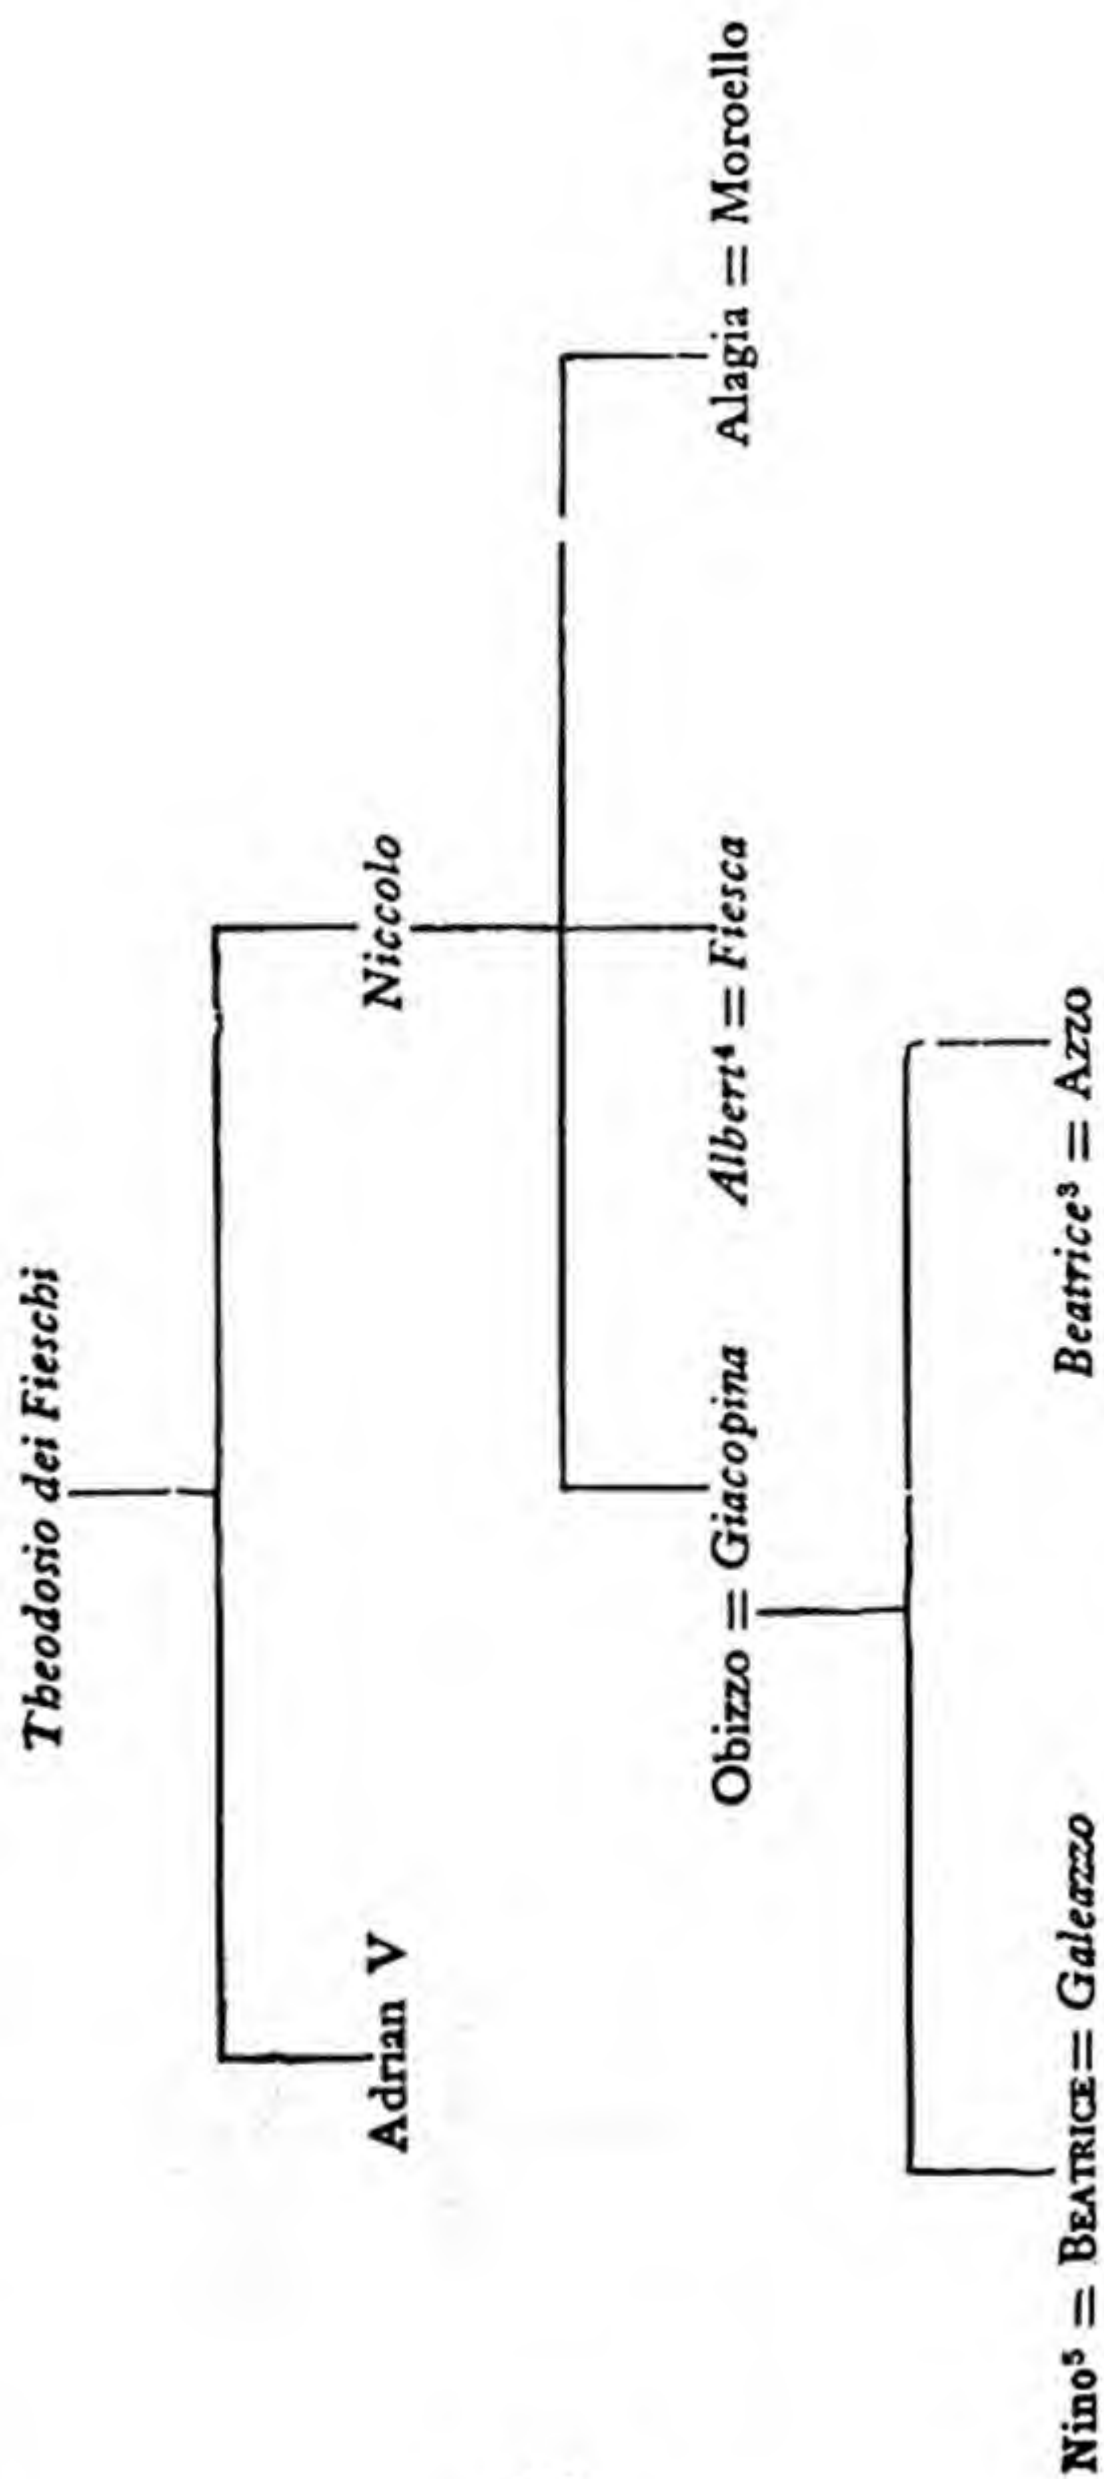 Theodosio dei Fieschi
Adrian V Niccolo
Obizzo = Giacopina Albert⁴ = Fiesca Alagia = Moroello
Nino⁵ = BEATRICE = Galeazzo Beatrice³ = Azzo